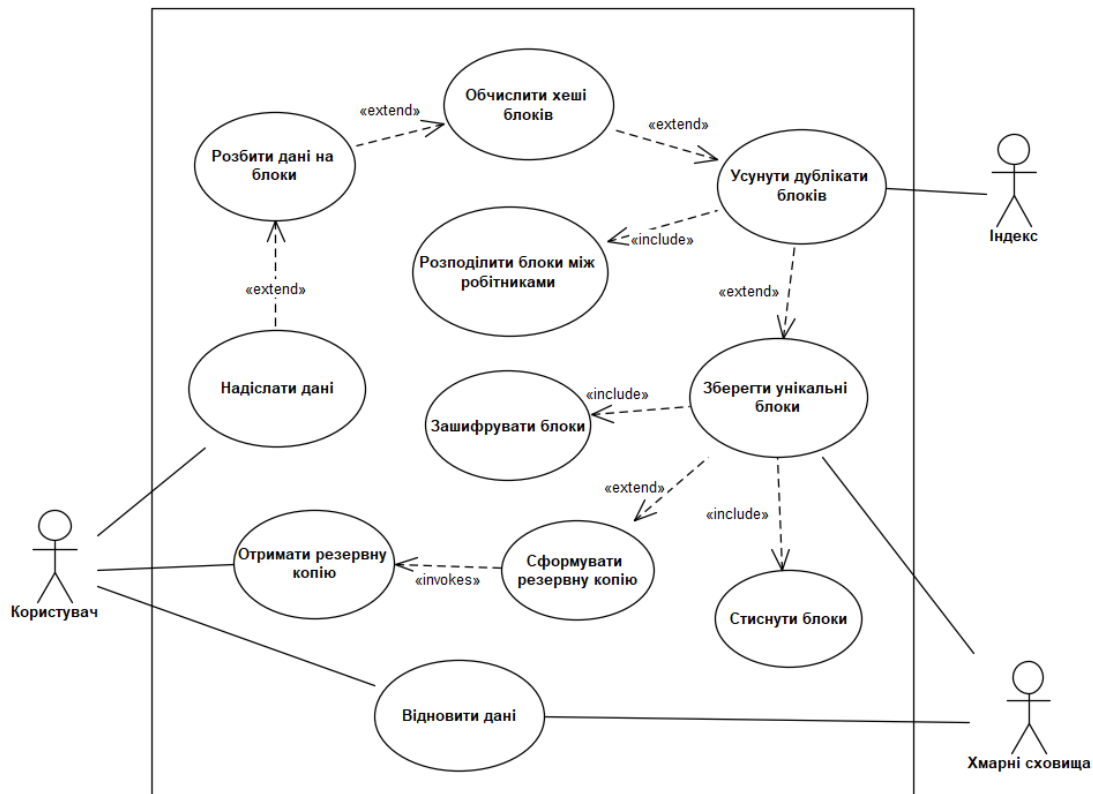 Обчислити хеші
блоків
«extend»
«extend»
Розбити дані на
блоки
Усунути дублікати
блоків
Індекс
«include»
Розподілити блоки між
робітниками
«extend»
«extend»
Надіслати дані
Зберегти унікальні
блоки
«include»
Зашифрувати блоки
«extend»
«include»
Отримати резервну
копію
«invokes»
Сформувати
резервну копію
Користувач
Стиснути блоки
Відновити дані
Хмарні сховища